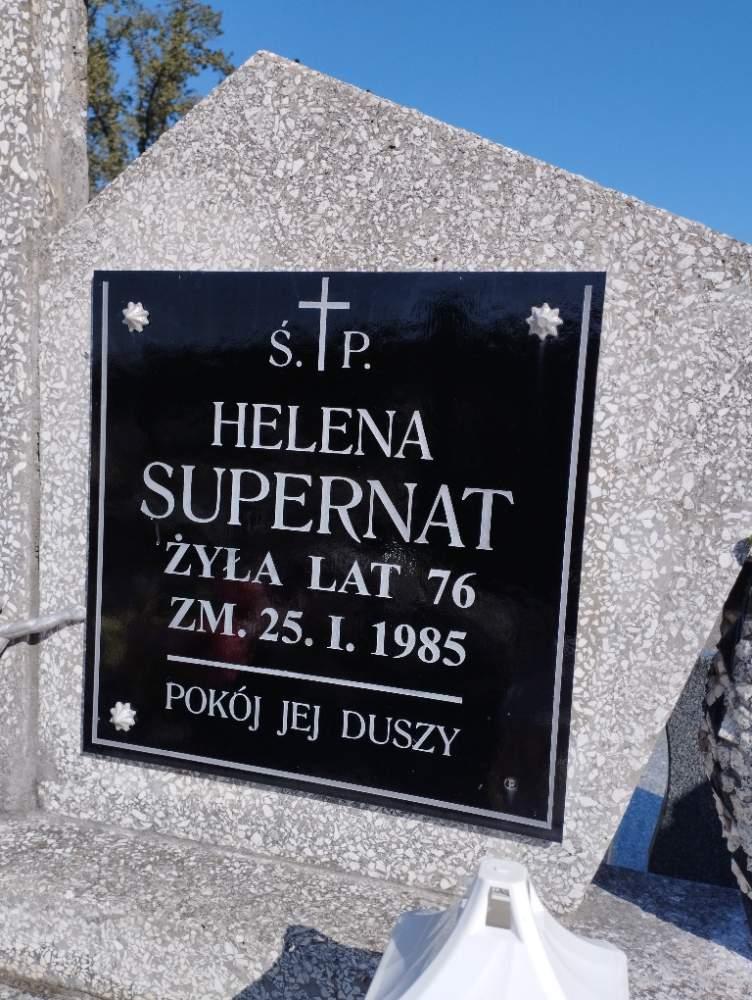 Ś. P.
HELENA
SUPERNAT
ŻYŁA LAT 76
ZM. 25. I. 1985
POKÓJ JEJ DUSZY